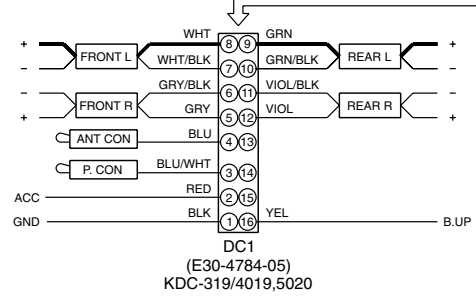 WHT 8 9 GRN
+ FRONT L REAR L +
− WHT/BLK 7 10 GRN/BLK −
− GRY/BLK 6 11 VIOL/BLK −
FRONT R REAR R
+ GRY 5 12 VIOL +
ANT CON BLU 4 13
P. CON BLU/WHT 3 14
ACC RED 2 15
GND BLK 1 16 YEL B.UP
DC1
(E30-4784-05)
KDC-319/4019,5020